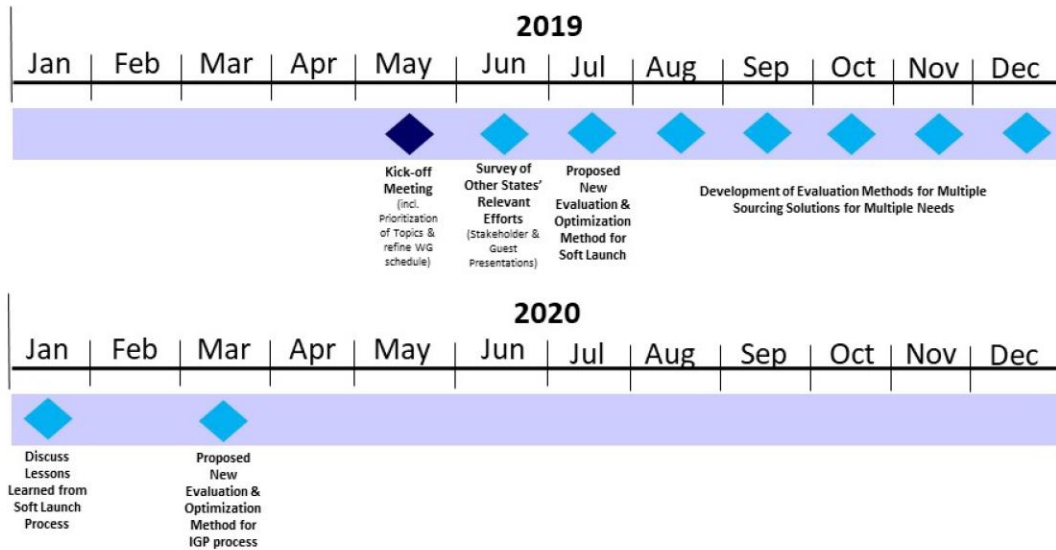 2019
Jan Feb Mar Apr May Jun Jul Aug Sep Oct Nov Dec
Kick-off
Meeting
(incl.
Prioritization
of Topics &
refine WG
schedule)
Survey of
Other States'
Relevant
Efforts
(Stakeholder &
Guest
Presentations)
Proposed
New
Evaluation &
Optimization
Method for
Soft Launch
Development of Evaluation Methods for Multiple
Sourcing Solutions for Multiple Needs
2020
Jan Feb Mar Apr May Jun Jul Aug Sep Oct Nov Dec
Discuss
Lessons
Learned from
Soft Launch
Process
Proposed
New
Evaluation &
Optimization
Method for
IGP process